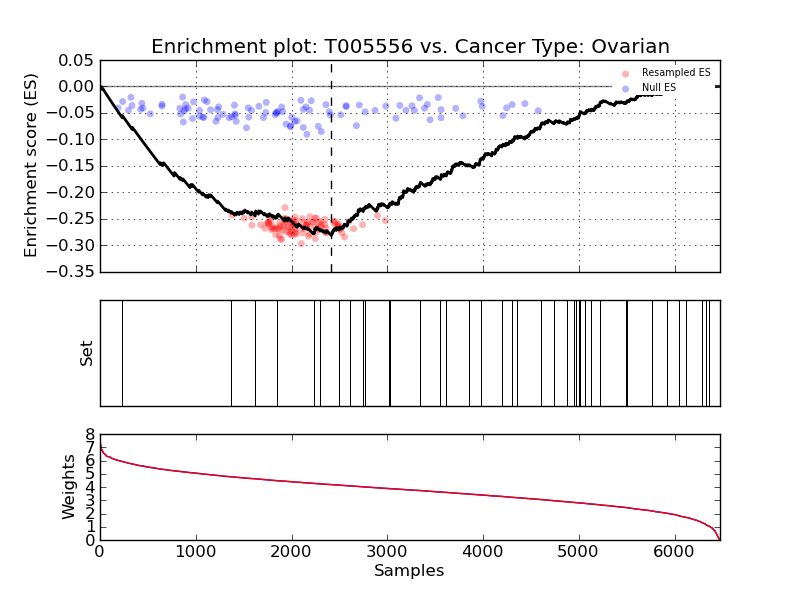 Enrichment plot: T005556 vs. Cancer Type: Ovarian
Enrichment score (ES)
0.05
0.00
−0.05
−0.10
−0.15
−0.20
−0.25
−0.30
−0.35
Resampled ES
Null ES
Set
Weights
8
7
6
5
4
3
2
1
0
0 1000 2000 3000 4000 5000 6000
Samples